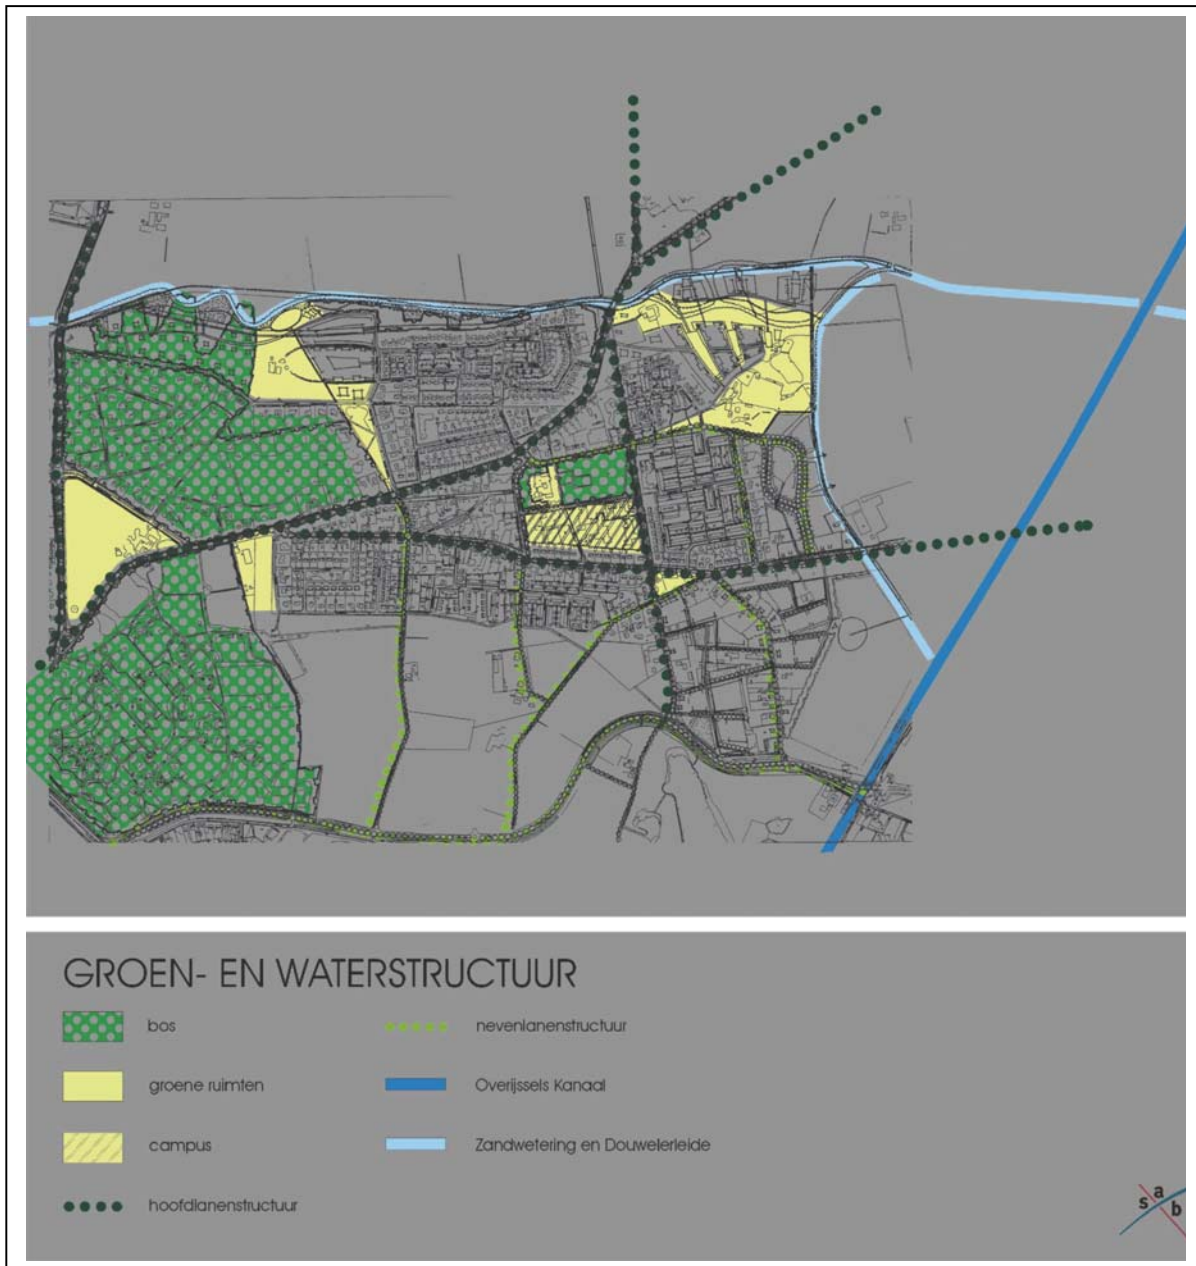 GROEN- EN WATERSTRUCTUUR
bos
groene ruimten
campus
hoofdlanenstructuur
nevenlanenstructuur
Overijssels Kanaal
Zandwetering en Douwelerleide
s a b